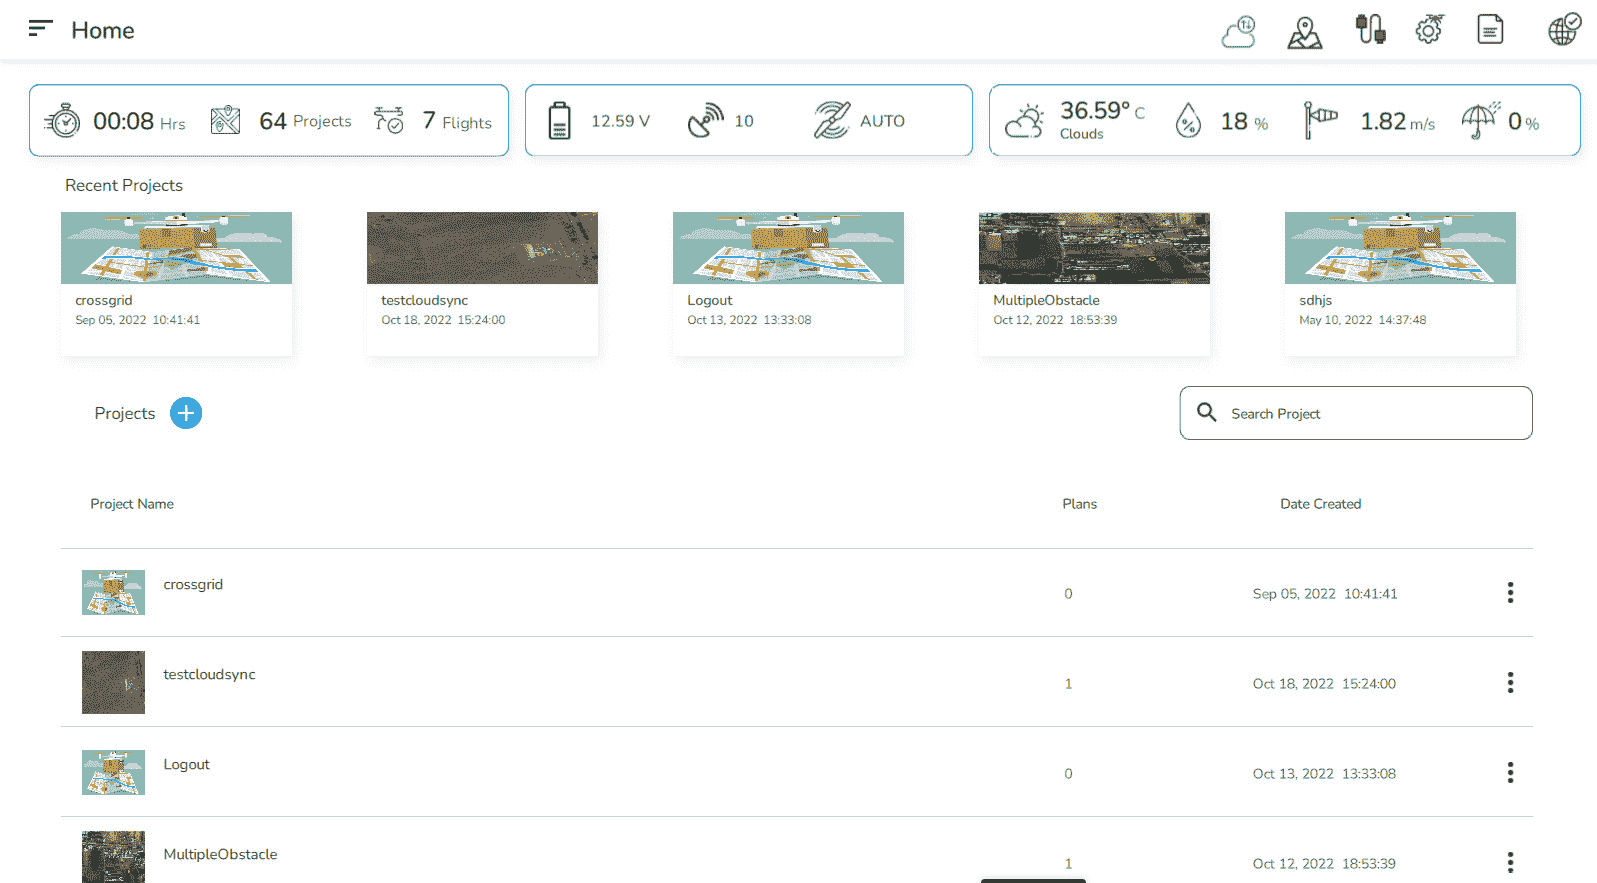 Home
00:08 Hrs 64 Projects 7 Flights 12.59 V 10 AUTO 36.59° C 18 % 1.82 m/s 0 %
Clouds
Recent Projects
crossgrid testcloudsync Logout MultipleObstacle sdhjs
Sep 05, 2022 10:41:41 Oct 18, 2022 15:24:00 Oct 13, 2022 13:33:08 Oct 12, 2022 18:53:39 May 10, 2022 14:37:48
Projects Search Project
Project Name Plans Date Created
crossgrid 0 Sep 05, 2022 10:41:41
testcloudsync 1 Oct 18, 2022 15:24:00
Logout 0 Oct 13, 2022 13:33:08
MultipleObstacle 1 Oct 12, 2022 18:53:39